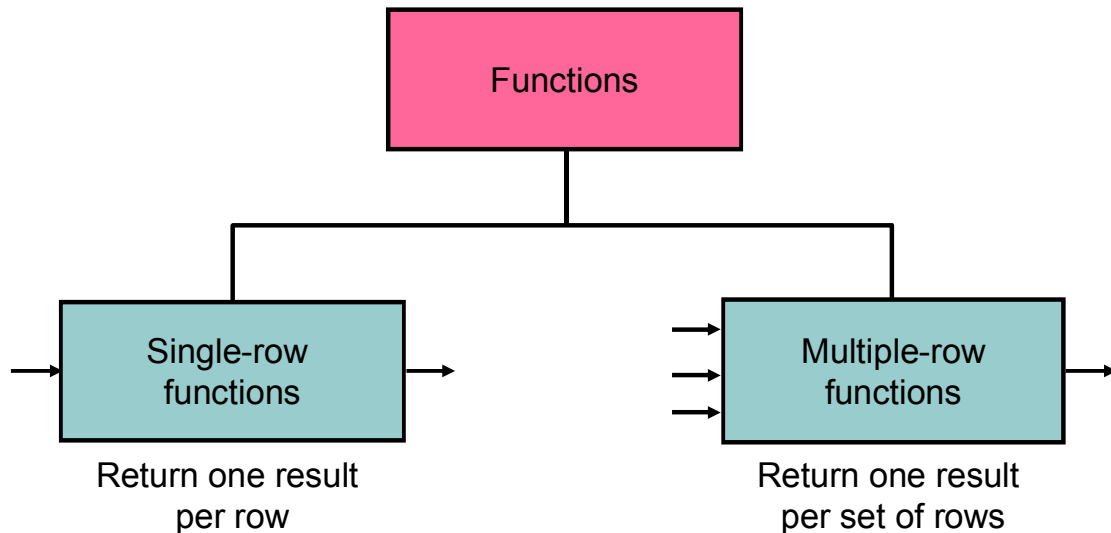 Functions
Single-row
functions
Multiple-row
functions
Return one result
per row
Return one result
per set of rows